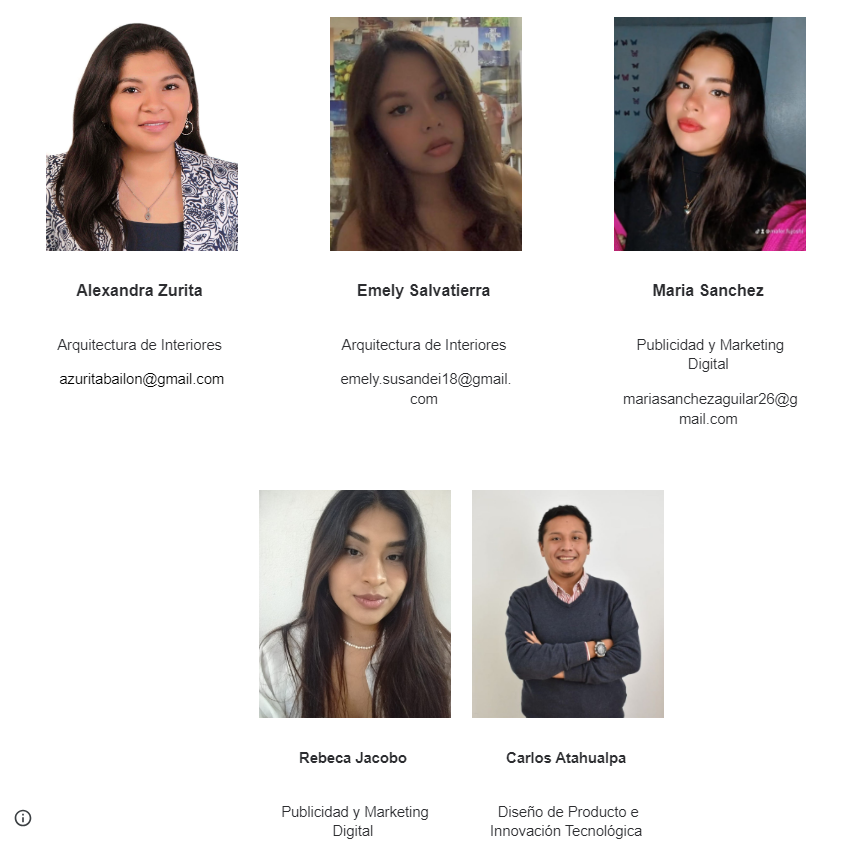 Alexandra Zurita
Emely Salvatierra
Maria Sanchez
Arquitectura de Interiores
Arquitectura de Interiores
Publicidad y Marketing
Digital
azuritabailon@gmail.com
emely.susandei18@gmail.
com
mariasanchezaguilar26@g
mail.com
Rebeca Jacobo
Carlos Atahualpa
Publicidad y Marketing
Digital
Diseño de Producto e
Innovación Tecnológica